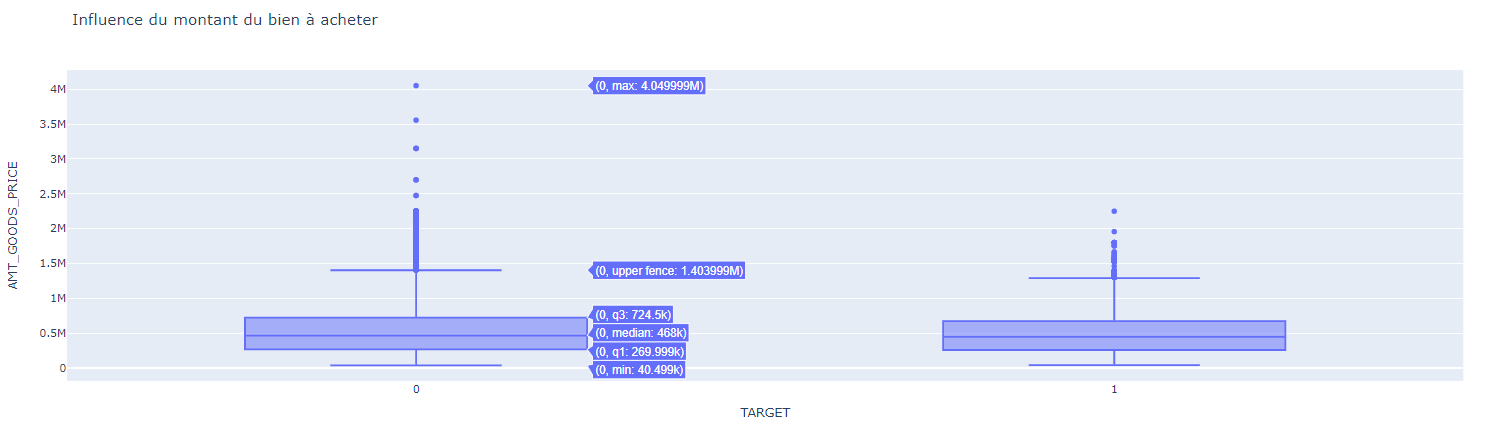 Influence du montant du bien à acheter
AMT_GOODS_PRICE
4M
3.5M
3M
2.5M
2M
1.5M
1M
0.5M
0
(0, max: 4.049999M)
(0, upper fence: 1.403999M)
(0, q3: 724.5k)
(0, median: 468k)
(0, q1: 269.999k)
(0, min: 40.499k)
0
1
TARGET